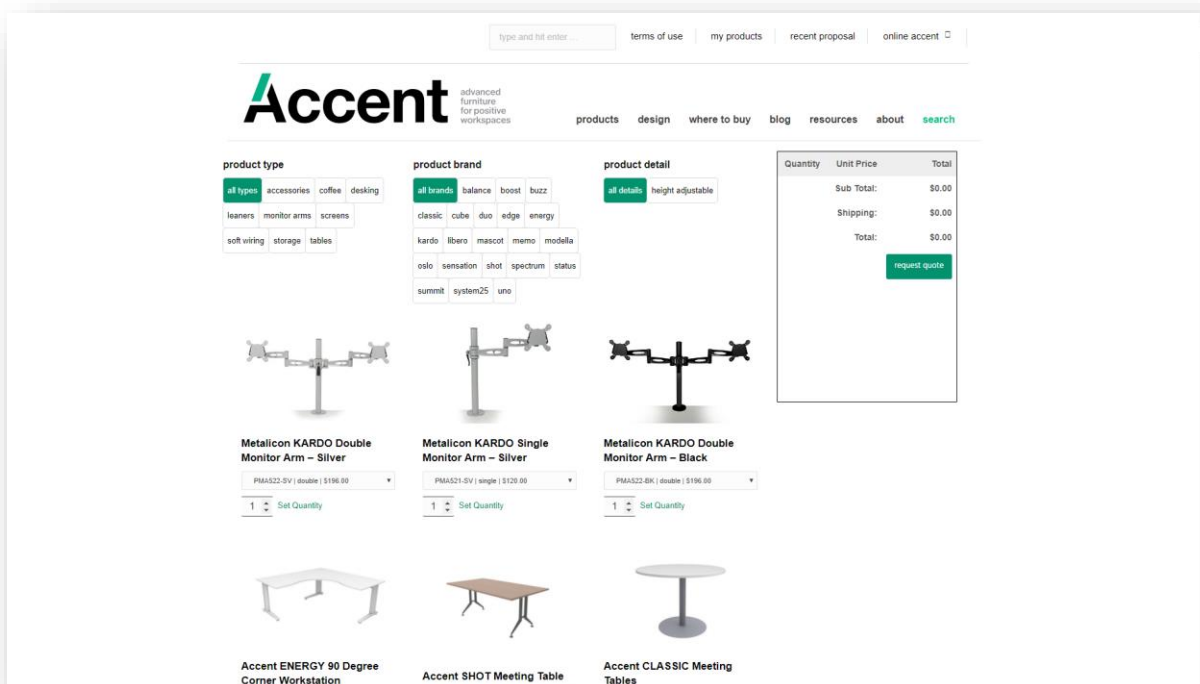 type and hit enter ...
terms of use
my products
recent proposal
online accent
Accent
advanced
furniture
for positive
workspaces
products
design
where to buy
blog
resources
about
search
product type
all types accessories coffee desking
leaners monitor arms screens
soft wiring storage tables
product brand
all brands balance boost buzz
classic cube duo edge energy
kardo libero mascot memo modella
oslo sensation shot spectrum status
summit system25 uno
product detail
all details height adjustable
Quantity Unit Price Total
Sub Total: $0.00
Shipping: $0.00
Total: $0.00
request quote
Metalicon KARDO Double
Monitor Arm – Silver
PMA522-SV | double | $196.00
1 Set Quantity
Metalicon KARDO Single
Monitor Arm – Silver
PMA521-SV | single | $120.00
1 Set Quantity
Metalicon KARDO Double
Monitor Arm – Black
PMA522-BK | double | $196.00
1 Set Quantity
Accent ENERGY 90 Degree
Corner Workstation
Accent SHOT Meeting Table
Accent CLASSIC Meeting
Tables